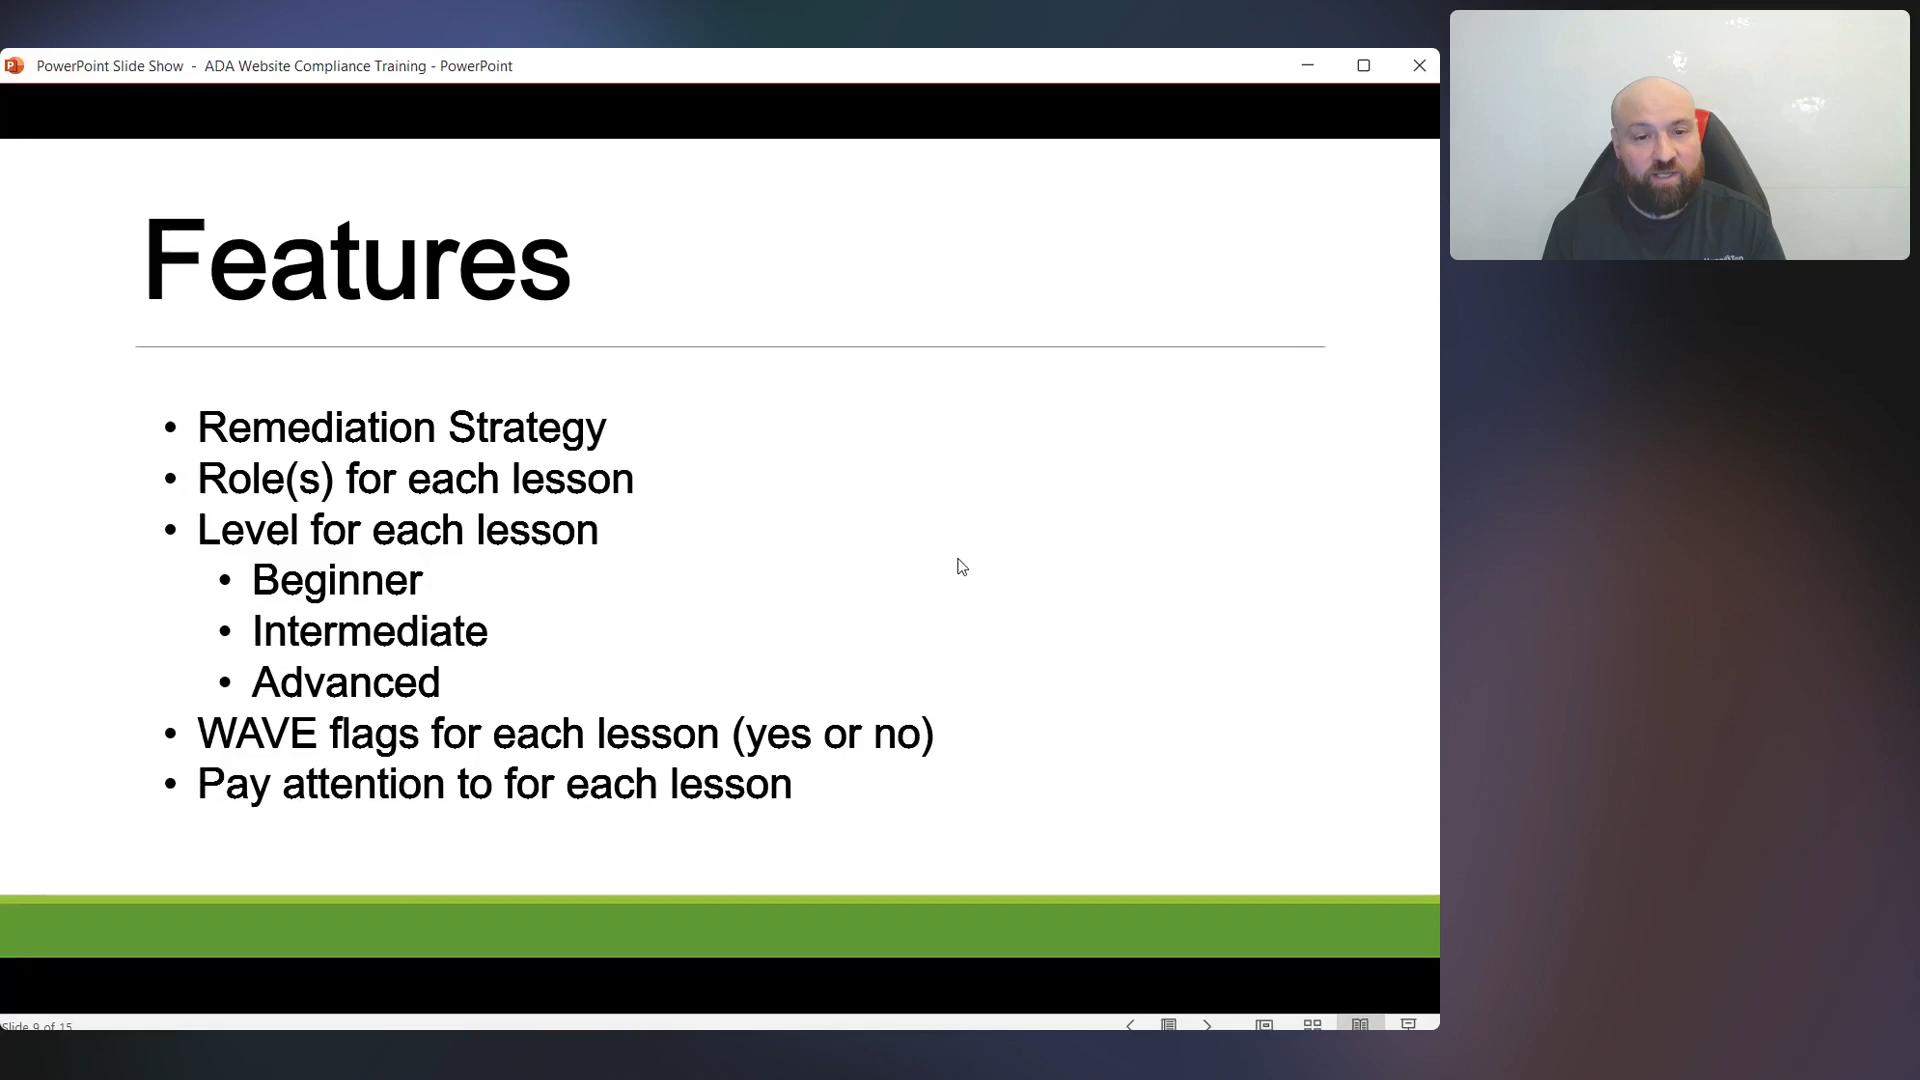 PowerPoint Slide Show - ADA Website Compliance Training - PowerPoint
Features
• Remediation Strategy
• Role(s) for each lesson
• Level for each lesson
• Beginner
• Intermediate
• Advanced
• WAVE flags for each lesson (yes or no)
• Pay attention to for each lesson
Slide 9 of 15